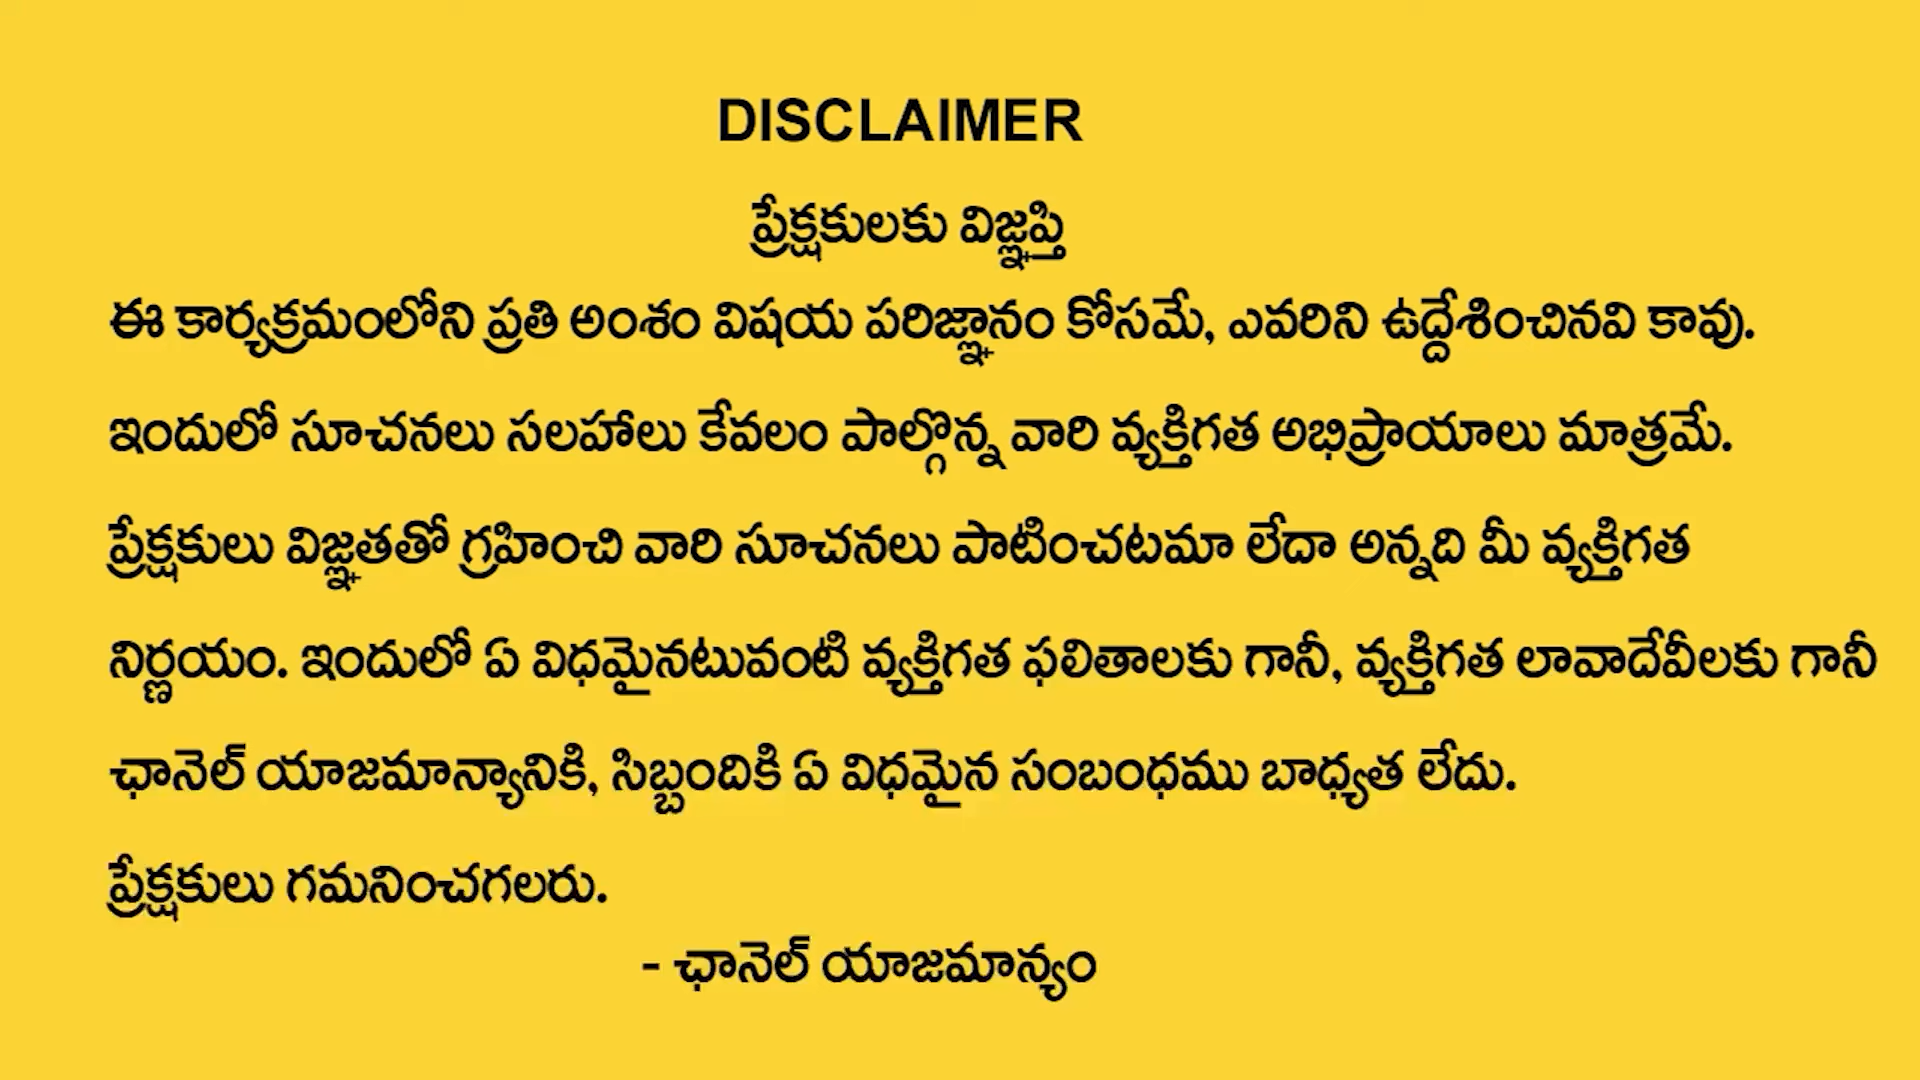 DISCLAIMER
ప్రేక్షకులకు విజ్ఞప్తి
ఈ కార్యక్రమంలోని ప్రతి అంశం విషయ పరిజ్ఞానం కోసమే, ఎవరిని ఉద్దేశించినవి కావు.
ఇందులో సూచనలు సలహాలు కేవలం పాల్గొన్న వారి వ్యక్తిగత అభిప్రాయాలు మాత్రమే.
ప్రేక్షకులు విజ్ఞతతో గ్రహించి వారి సూచనలు పాటించటమా లేదా అన్నది మీ వ్యక్తిగత
నిర్ణయం. ఇందులో ఏ విధమైనటువంటి వ్యక్తిగత ఫలితాలకు గానీ, వ్యక్తిగత లావాదేవీలకు గానీ
ఛానెల్ యాజమాన్యానికి, సిబ్బందికి ఏ విధమైన సంబంధము బాధ్యత లేదు.
ప్రేక్షకులు గమనించగలరు.
- ఛానెల్ యాజమాన్యం